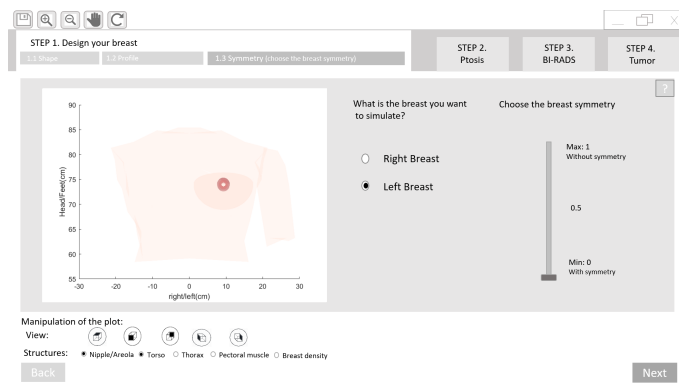 STEP 1. Design your breast
1.1 Shape
1.2 Profile
1.3 Symmetry (choose the breast symmetry)
STEP 2.
Ptosis
STEP 3.
BI-RADS
STEP 4.
Tumor
?
90
85
80
75
70
65
60
55
Head/Feet(cm)
-30 -20 -10 0 10 20 30
right/left(cm)
What is the breast you want
to simulate?
Right Breast
Left Breast
Choose the breast symmetry
Max: 1
Without symmetry
0.5
Min: 0
With symmetry
Manipulation of the plot:
View:
Structures: Nipple/Areola Torso Thorax Pectoral muscle Breast density
Back
Next